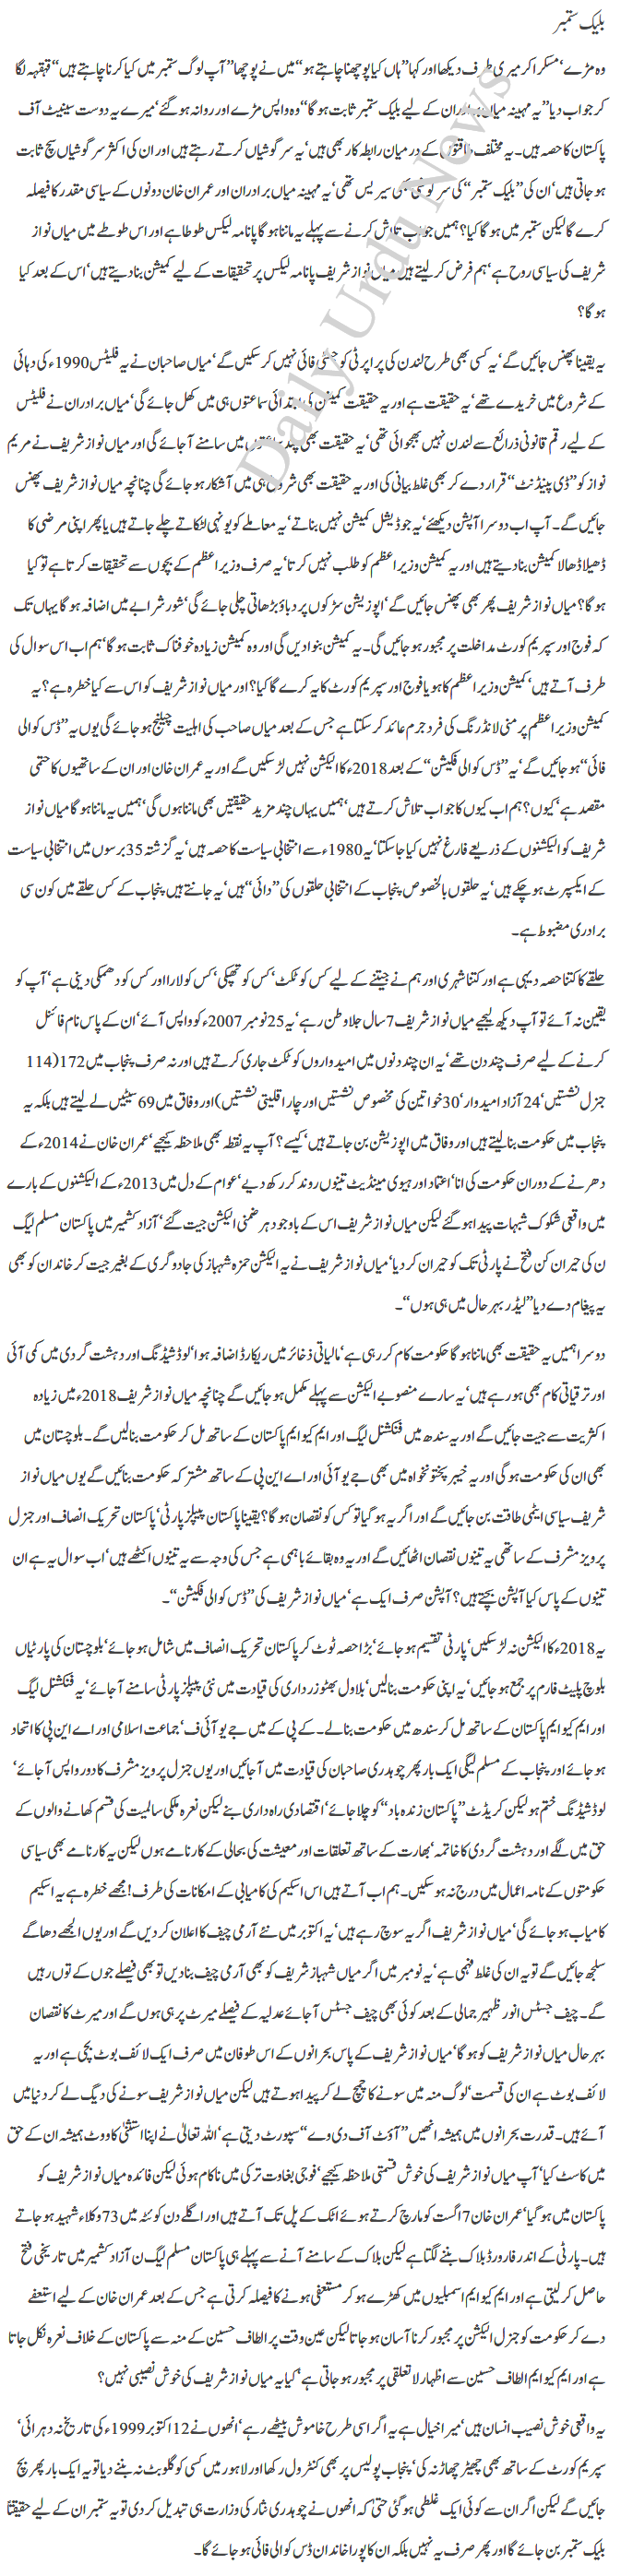 بلیک ستمبر
وہ مڑے‘ مسکرا کر میری طرف دیکھا اور کہا ’’ہاں کیا پوچھنا چاہتے ہو‘‘ میں نے پوچھا ’’آپ لوگ ستمبر میں کیا کرنا چاہتے ہیں‘‘ قہقہہ لگا
کر جواب دیا ’’یہ مہینہ میاں برادران کے لیے بلیک ستمبر ثابت ہو گا‘‘ وہ واپس مڑے اور روانہ ہو گئے‘ میرے یہ دوست سینیٹ آف
پاکستان کا حصہ ہیں۔ یہ مختلف طاقتوں کے درمیان رابطہ کار بھی ہیں‘ یہ سرگوشیاں کرتے رہتے ہیں اور ان کی اکثر سرگوشیاں سچ ثابت
ہو جاتی ہیں‘ ان کی ’’بلیک ستمبر‘‘ کی سرگوشی بھی سیریس تھی‘ یہ مہینہ میاں برادران اور عمران خان دونوں کے سیاسی مقدر کا فیصلہ
کرے گا لیکن ستمبر میں ہو گا کیا؟ ہمیں جواب تلاش کرنے سے پہلے یہ ماننا ہو گا پانامہ لیکس طوطا ہے اور اس طوطے میں میاں نواز
شریف کی سیاسی روح ہے‘ ہم فرض کر لیتے ہیں میاں نواز شریف پانامہ لیکس پر تحقیقات کے لیے کمیشن بنا دیتے ہیں‘ اس کے بعد کیا
ہو گا؟
یہ یقینا پھنس جائیں گے‘ یہ کسی بھی طرح لندن کی پراپرٹی کو جسٹی فائی نہیں کر سکیں گے‘ میاں صاحبان نے یہ فلیٹس 1990ء کی دہائی
کے شروع میں خریدے تھے‘ یہ حقیقت ہے اور یہ حقیقت کمیشن کی ابتدائی سماعتوں ہی میں کھل جائے گی‘ میاں برادران نے فلیٹس
کے لیے رقم قانونی ذرائع سے لندن نہیں بھجوائی تھی‘ یہ حقیقت بھی چند سماعتوں میں سامنے آ جائے گی اور میاں نواز شریف نے مریم
نواز کو ’’ڈی پینڈنٹ‘‘ قرار دے کر بھی غلط بیانی کی اور یہ حقیقت بھی شروع ہی میں آشکار ہو جائے گی چنانچہ میاں نواز شریف پھنس
جائیں گے۔ آپ اب دوسرا آپشن دیکھئے‘ یہ جوڈیشل کمیشن نہیں بناتے‘ یہ معاملے کو یونہی لٹکاتے چلے جاتے ہیں یا پھر اپنی مرضی کا
ڈھیلا ڈھالا کمیشن بنا دیتے ہیں اور یہ کمیشن وزیراعظم کو طلب نہیں کرتا‘ یہ صرف وزیراعظم کے بچوں سے تحقیقات کرتا ہے تو کیا
ہو گا؟ میاں نواز شریف پھر بھی پھنس جائیں گے‘ اپوزیشن سڑکوں پر دباؤ بڑھاتی چلی جائے گی‘ شور شرابے میں اضافہ ہو گا یہاں تک
کہ فوج اور سپریم کورٹ مداخلت پر مجبور ہو جائیں گی۔ یہ کمیشن بنوا دیں گی اور وہ کمیشن زیادہ خوفناک ثابت ہو گا‘ ہم اب اس سوال کی
طرف آتے ہیں‘ کمیشن وزیراعظم کا ہو یا فوج اور سپریم کورٹ کا یہ کرے گا کیا؟ اور میاں نواز شریف کو اس سے کیا خطرہ ہے؟ یہ
کمیشن وزیراعظم پر منی لانڈرنگ کی فرد جرم عائد کر سکتا ہے جس کے بعد میاں صاحب کی اہلیت چیلنج ہو جائے گی یوں یہ ’’ڈس کوالی
فائی‘‘ ہو جائیں گے‘ یہ ’’ڈس کوالی فکیشن‘‘ کے بعد 2018ء کا الیکشن نہیں لڑ سکیں گے اور یہ عمران خان اور ان کے ساتھیوں کا حتمی
مقصد ہے‘ کیوں؟ ہم اب کیوں کا جواب تلاش کرتے ہیں‘ ہمیں یہاں چند مزید حقیقتیں بھی ماننا ہوں گی‘ ہمیں یہ ماننا ہو گا میاں نواز
شریف کو الیکشنوں کے ذریعے فارغ نہیں کیا جا سکتا‘ یہ 1980ء سے انتخابی سیاست کا حصہ ہیں‘ یہ گزشتہ 35 برسوں میں انتخابی سیاست
کے ایکسپرٹ ہو چکے ہیں‘ یہ حلقوں بالخصوص پنجاب کے انتخابی حلقوں کی ’’دائی‘‘ ہیں‘ یہ جانتے ہیں پنجاب کے کس حلقے میں کون سی
برادری مضبوط ہے۔
حلقے کا کتنا حصہ دیہی ہے اور کتنا شہری اور ہم نے جیتنے کے لیے کس کو ٹکٹ‘ کس کو تھپکی‘ کس کو لارا اور کس کو دھمکی دینی ہے‘ آپ کو
یقین نہ آئے تو آپ دیکھ لیجیے میاں نواز شریف 7 سال جلا وطن رہے‘ یہ 25 نومبر 2007ء کو واپس آئے‘ ان کے پاس نام فائنل
کرنے کے لیے صرف چند دن تھے‘ یہ ان چند دنوں میں امیدواروں کو ٹکٹ جاری کرتے ہیں اور نہ صرف پنجاب میں 172 (114
جنرل نشستیں‘ 24 آزاد امیدوار‘ 30 خواتین کی مخصوص نشستیں اور چار اقلیتی نشستیں) اور وفاق میں 69 سیٹیں لے لیتے ہیں بلکہ یہ
پنجاب میں حکومت بنا لیتے ہیں اور وفاق میں اپوزیشن بن جاتے ہیں‘ کیسے؟ آپ یہ نقطہ بھی ملاحظہ کیجیے‘ عمران خان نے 2014ء کے
دھرنے کے دوران حکومت کی انا‘ اعتماد اور ہیوی مینڈیٹ تینوں روند کر رکھ دیے‘ عوام کے دل میں 2013ء کے الیکشنوں کے بارے
میں واقعی شکوک شبہات پیدا ہو گئے لیکن میاں نواز شریف اس کے باوجود ہر ضمنی الیکشن جیت گئے‘ آزاد کشمیر میں پاکستان مسلم لیگ
ن کی حیران کن فتح نے پارٹی تک کو حیران کر دیا‘ میاں نواز شریف نے یہ الیکشن حمزہ شہباز کی جادوگری کے بغیر جیت کر خاندان کو بھی
یہ پیغام دے دیا ’’لیڈر بہرحال میں ہی ہوں‘‘۔
دوسرا ہمیں یہ حقیقت بھی ماننا ہو گا حکومت کام کر رہی ہے‘ مالیاتی ذخائر میں ریکارڈ اضافہ ہوا‘ لوڈ شیڈنگ اور دہشت گردی میں کمی آئی
اور ترقیاتی کام بھی ہو رہے ہیں‘ یہ سارے منصوبے الیکشن سے پہلے مکمل ہو جائیں گے چنانچہ میاں نواز شریف 2018ء میں زیادہ
اکثریت سے جیت جائیں گے اور یہ سندھ میں فنکشنل لیگ اور ایم کیو ایم پاکستان کے ساتھ مل کر حکومت بنا لیں گے۔ بلوچستان میں
بھی ان کی حکومت ہو گی اور یہ خیبر پختونخواہ میں بھی جے یو آئی اور اے این پی کے ساتھ مشترکہ حکومت بنائیں گے یوں میاں نواز
شریف سیاسی ایٹمی طاقت بن جائیں گے اور اگر یہ ہو گیا تو کس کو نقصان ہو گا؟ یقینا پاکستان پیپلز پارٹی‘ پاکستان تحریک انصاف اور جنرل
پرویز مشرف کے ساتھی یہ تینوں نقصان اٹھائیں گے اور یہ وہ بقائے باہمی ہے جس کی وجہ سے یہ تینوں اکٹھے ہیں‘ اب سوال یہ ہے ان
تینوں کے پاس کیا آپشن بچتے ہیں؟ آپشن صرف ایک ہے‘ میاں نواز شریف کی ’’ڈس کوالی فکیشن‘‘۔
یہ 2018ء کا الیکشن نہ لڑ سکیں‘ پارٹی تقسیم ہو جائے‘ بڑا حصہ ٹوٹ کر پاکستان تحریک انصاف میں شامل ہو جائے‘ بلوچستان کی پارٹیاں
بلوچ پلیٹ فارم پر جمع ہو جائیں‘ یہ اپنی حکومت بنا لیں‘ بلاول بھٹو زرداری کی قیادت میں نئی پیپلز پارٹی سامنے آ جائے‘ یہ فنکشنل لیگ
اور ایم کیو ایم پاکستان کے ساتھ مل کر سندھ میں حکومت بنا لے۔ کے پی کے میں جے یو آئی ف‘ جماعت اسلامی اور اے این پی کا اتحاد
ہو جائے اور پنجاب کے مسلم لیگی ایک بار پھر چوہدری صاحبان کی قیادت میں آ جائیں اور یوں جنرل پرویز مشرف کا دور واپس آ جائے‘
لوڈ شیڈنگ ختم ہو لیکن کریڈٹ ’’پاکستان زندہ باد‘‘ کو چلا جائے‘ اقتصادی راہ داری بنے لیکن نعرہ ملکی سالمیت کی قسم کھانے والوں کے
حق میں لگے اور دہشت گردی کا خاتمہ‘ بھارت کے ساتھ تعلقات اور معیشت کی بحالی کے کارنامے ہوں لیکن یہ کارنامے بھی سیاسی
حکومتوں کے نامہ اعمال میں درج نہ ہو سکیں۔ ہم اب آتے ہیں اس اسکیم کی کامیابی کے امکانات کی طرف! مجھے خطرہ ہے یہ اسکیم
کامیاب ہو جائے گی‘ میاں نواز شریف اگر یہ سوچ رہے ہیں‘ یہ اکتوبر میں نئے آرمی چیف کا اعلان کر دیں گے اور یوں الجھے دھاگے
سلجھ جائیں گے تو یہ ان کی غلط فہمی ہے‘ یہ نومبر میں اگر میاں شہباز شریف کو بھی آرمی چیف بنا دیں تو بھی فیصلے جوں کے توں رہیں
گے۔ چیف جسٹس انور ظہیر جمالی کے بعد کوئی بھی چیف جسٹس آ جائے عدلیہ کے فیصلے میرٹ پر ہی ہوں گے اور میرٹ کا نقصان
بہرحال میاں نواز شریف کو ہو گا‘ میاں نواز شریف کے پاس بحرانوں کے اس طوفان میں صرف ایک لائف بوٹ بچی ہے اور یہ
لائف بوٹ ہے ان کی قسمت‘ لوگ منہ میں سونے کا چمچ لے کر پیدا ہوتے ہیں لیکن میاں نواز شریف سونے کی دیگ لے کر دنیا میں
آئے ہیں۔ قدرت بحرانوں میں ہمیشہ انھیں ’’آؤٹ آف دی وے‘‘ سپورٹ دیتی ہے‘ اللہ تعالیٰ نے اپنا استثنیٰ کا ووٹ ہمیشہ ان کے حق
میں کاسٹ کیا‘ آپ میاں نواز شریف کی خوش قسمتی ملاحظہ کیجیے‘ فوجی بغاوت ترکی میں ناکام ہوئی لیکن فائدہ میاں نواز شریف کو
پاکستان میں ہو گیا‘ عمران خان 7 اگست کو مارچ کرتے ہوئے اٹک کے پل تک آتے ہیں اور اگلے دن کوئٹہ میں 73 وکلاء شہید ہو جاتے
ہیں۔ پارٹی کے اندر فارورڈ بلاک بننے لگتا ہے لیکن بلاک کے سامنے آنے سے پہلے ہی پاکستان مسلم لیگ ن آزاد کشمیر میں تاریخی فتح
حاصل کر لیتی ہے اور ایم کیو ایم اسمبلیوں میں کھڑے ہو کر مستعفی ہونے کا فیصلہ کرتی ہے جس کے بعد عمران خان کے لیے استعفے
دے کر حکومت کو جنرل الیکشن پر مجبور کرنا آسان ہو جاتا لیکن عین وقت پر الطاف حسین کے منہ سے پاکستان کے خلاف نعرہ نکل جاتا
ہے اور ایم کیو ایم الطاف حسین سے اظہار لاتعلقی پر مجبور ہو جاتی ہے‘ کیا یہ میاں نواز شریف کی خوش نصیبی نہیں؟
یہ واقعی خوش نصیب انسان ہیں‘ میرا خیال ہے یہ اگر اسی طرح خاموش بیٹھے رہے‘ انھوں نے 12 اکتوبر 1999ء کی تاریخ نہ دہرائی‘
سپریم کورٹ کے ساتھ بھی چھیڑ چھاڑ نہ کی‘ پنجاب پولیس پر بھی کنٹرول رکھا اور لاہور میں کسی کو گلو بٹ نہ بننے دیا تو یہ ایک بار پھر بچ
جائیں گے لیکن اگر ان سے کوئی ایک غلطی ہو گئی حتیٰ کہ انھوں نے چوہدری نثار کی وزارت ہی تبدیل کر دی تو یہ ستمبر ان کے لیے حقیقتاً
بلیک ستمبر بن جائے گا اور پھر صرف یہ نہیں بلکہ ان کا پورا خاندان ڈس کوالی فائی ہو جائے گا۔
Daily Urdu News